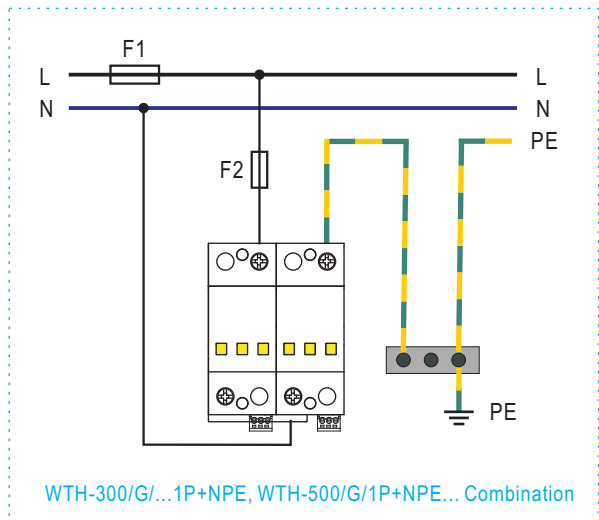 F1
L
L
N
N
PE
F2
PE
WTH-300/G/...1P+NPE, WTH-500/G/1P+NPE... Combination